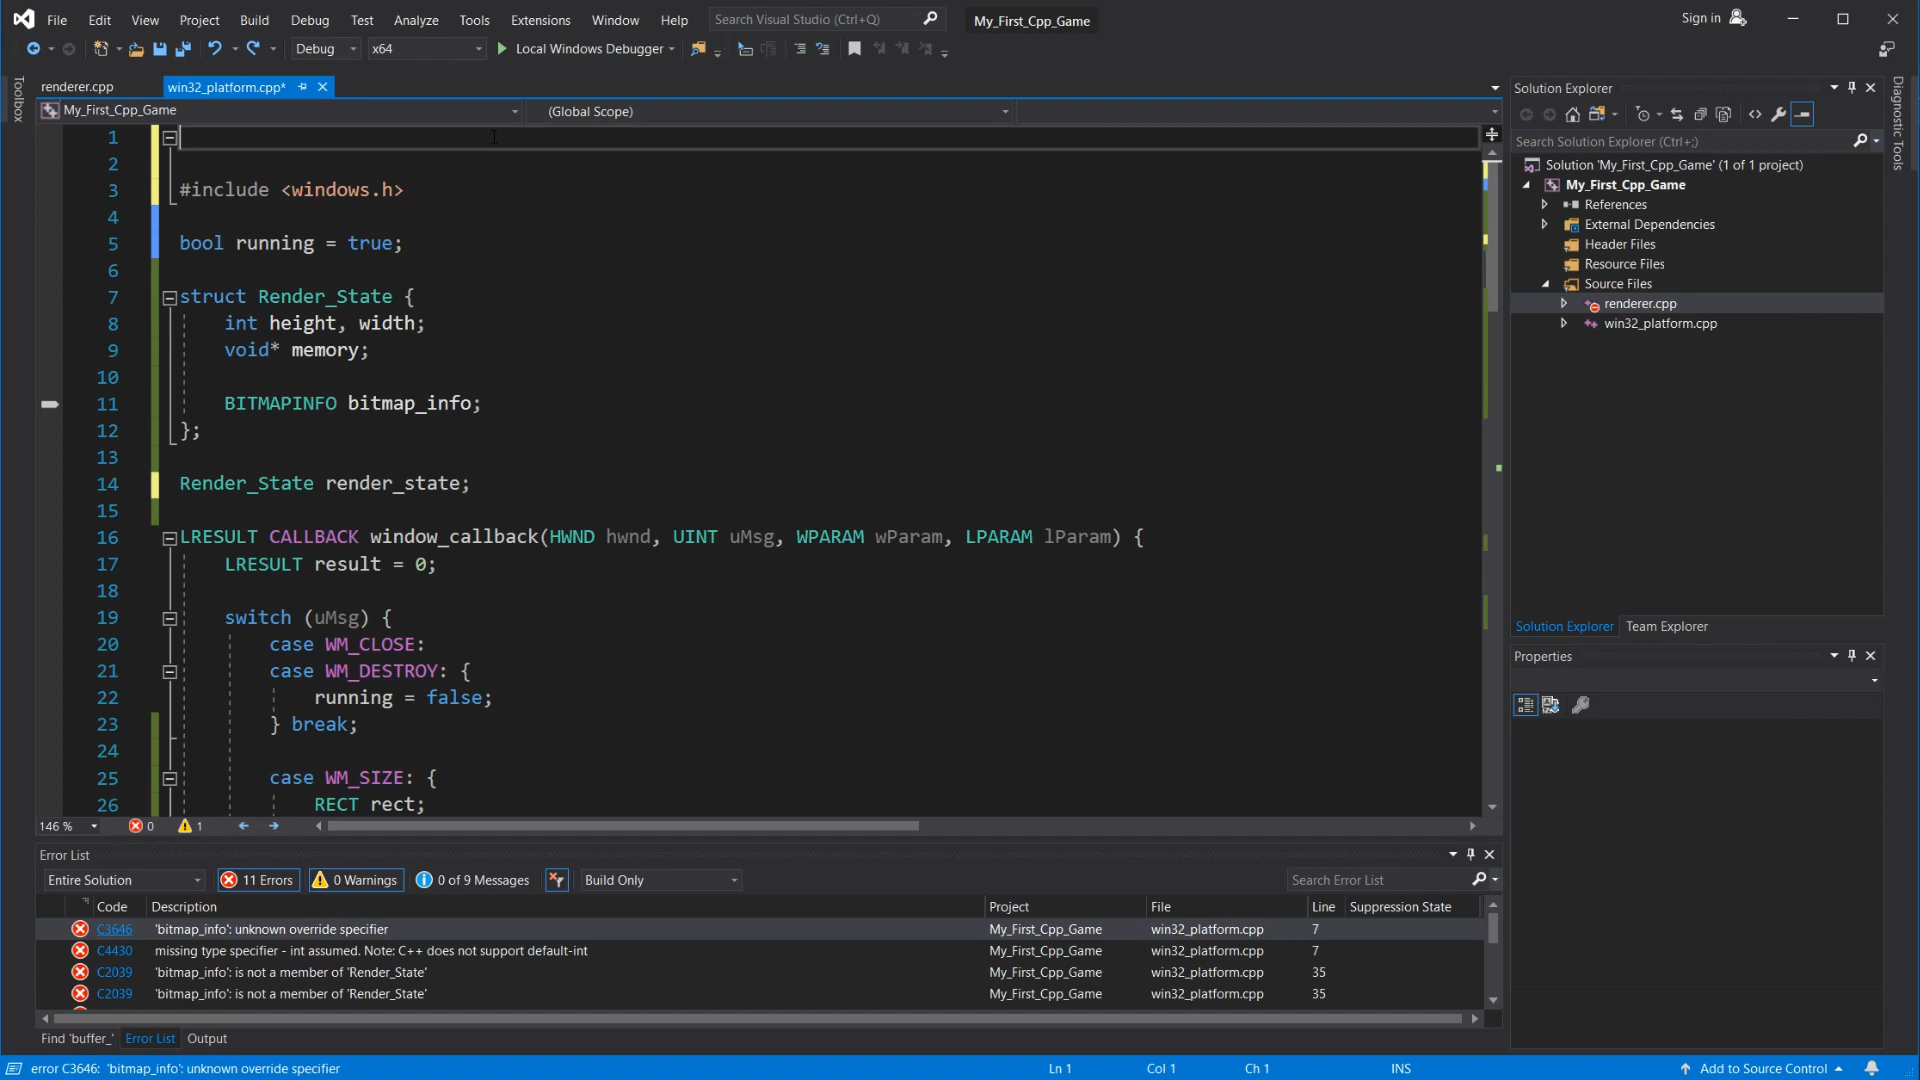 File Edit View Project Build Debug Test Analyze Tools Extensions Window Help Search Visual Studio (Ctrl+Q) My_First_Cpp_Game Sign in
Debug x64 Local Windows Debugger
renderer.cpp win32_platform.cpp*
My_First_Cpp_Game (Global Scope)
1
2
3 #include <windows.h>
4
5 bool running = true;
6
7 struct Render_State {
8 int height, width;
9 void* memory;
10
11 BITMAPINFO bitmap_info;
12 };
13
14 Render_State render_state;
15
16 LRESULT CALLBACK window_callback(HWND hwnd, UINT uMsg, WPARAM wParam, LPARAM lParam) {
17 LRESULT result = 0;
18
19 switch (uMsg) {
20 case WM_CLOSE:
21 case WM_DESTROY: {
22 running = false;
23 } break;
24
25 case WM_SIZE: {
26 RECT rect;
146 % 0 1
Error List
Entire Solution 11 Errors 0 Warnings 0 of 9 Messages Build Only Search Error List
Code Description Project File Line Suppression State
C3646 'bitmap_info': unknown override specifier My_First_Cpp_Game win32_platform.cpp 7
C4430 missing type specifier - int assumed. Note: C++ does not support default-int My_First_Cpp_Game win32_platform.cpp 7
C2039 'bitmap_info': is not a member of 'Render_State' My_First_Cpp_Game win32_platform.cpp 35
C2039 'bitmap_info': is not a member of 'Render_State' My_First_Cpp_Game win32_platform.cpp 35
Find 'buffer_' Error List Output
error C3646: 'bitmap_info': unknown override specifier Ln 1 Col 1 Ch 1 INS Add to Source Control
Toolbox
Solution Explorer
Search Solution Explorer (Ctrl+;)
Solution 'My_First_Cpp_Game' (1 of 1 project)
My_First_Cpp_Game
References
External Dependencies
Header Files
Resource Files
Source Files
renderer.cpp
win32_platform.cpp
Solution Explorer Team Explorer
Properties
Diagnostic Tools